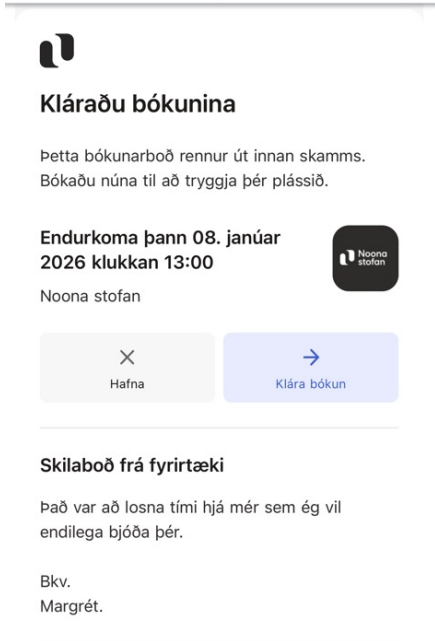 Kláraðu bókunina
Þetta bókunarboð rennur út innan skamms.
Bókaðu núna til að tryggja þér plássið.
Endurkoma þann 08. janúar
2026 klukkan 13:00
Noona stofan
Noona
stofan
Hafna
Klára bókun
Skilaboð frá fyrirtæki
Það var að losna tími hjá mér sem ég vil
endilega bjóða þér.
Bkv.
Margrét.